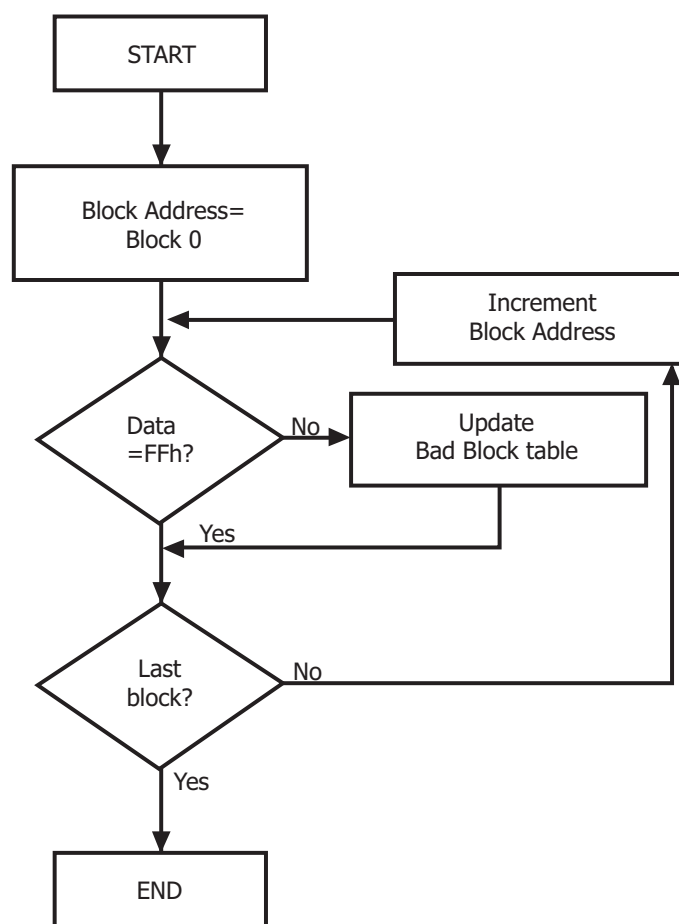 START
Block Address=
Block 0
Increment
Block Address
Data
=FFh?
No
Update
Bad Block table
Yes
Last
block?
No
Yes
END